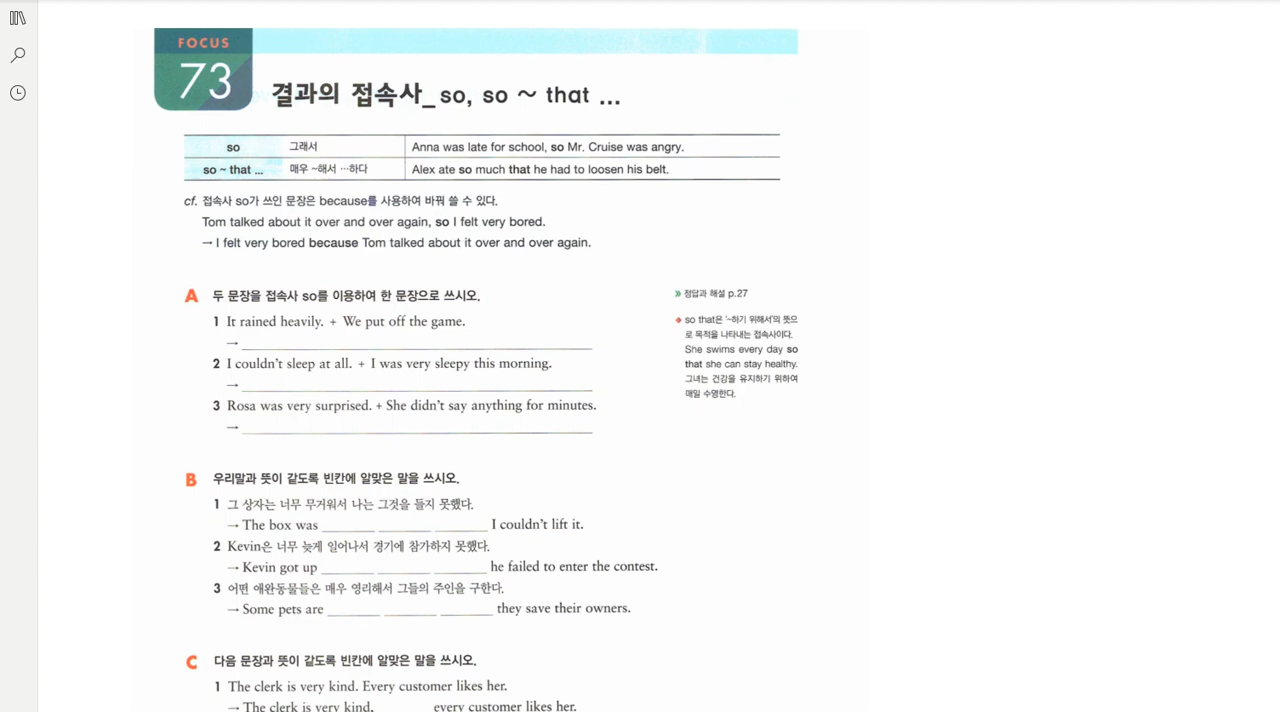 FOCUS
73
결과의 접속사_ so, so ~ that ...
so 그래서 Anna was late for school, so Mr. Cruise was angry.
so ~ that ... 매우 ~해서 …하다 Alex ate so much that he had to loosen his belt.
cf. 접속사 so가 쓰인 문장은 because를 사용하여 바꿔 쓸 수 있다.
Tom talked about it over and over again, so I felt very bored.
→ I felt very bored because Tom talked about it over and over again.
A 두 문장을 접속사 so를 이용하여 한 문장으로 쓰시오.
1 It rained heavily. + We put off the game.
→
2 I couldn't sleep at all. + I was very sleepy this morning.
→
3 Rosa was very surprised. + She didn't say anything for minutes.
→
» 정답과 해설 p.27
so that은 '~하기 위해서'의 뜻으
로 목적을 나타내는 접속사이다.
She swims every day so
that she can stay healthy.
그녀는 건강을 유지하기 위하여
매일 수영한다.
B 우리말과 뜻이 같도록 빈칸에 알맞은 말을 쓰시오.
1 그 상자는 너무 무거워서 나는 그것을 들지 못했다.
→ The box was ______ ______ ______ I couldn't lift it.
2 Kevin은 너무 늦게 일어나서 경기에 참가하지 못했다.
→ Kevin got up ______ ______ ______ he failed to enter the contest.
3 어떤 애완동물들은 매우 영리해서 그들의 주인을 구한다.
→ Some pets are ______ ______ ______ they save their owners.
C 다음 문장과 뜻이 같도록 빈칸에 알맞은 말을 쓰시오.
1 The clerk is very kind. Every customer likes her.
→ The clerk is very kind, ______ every customer likes her.